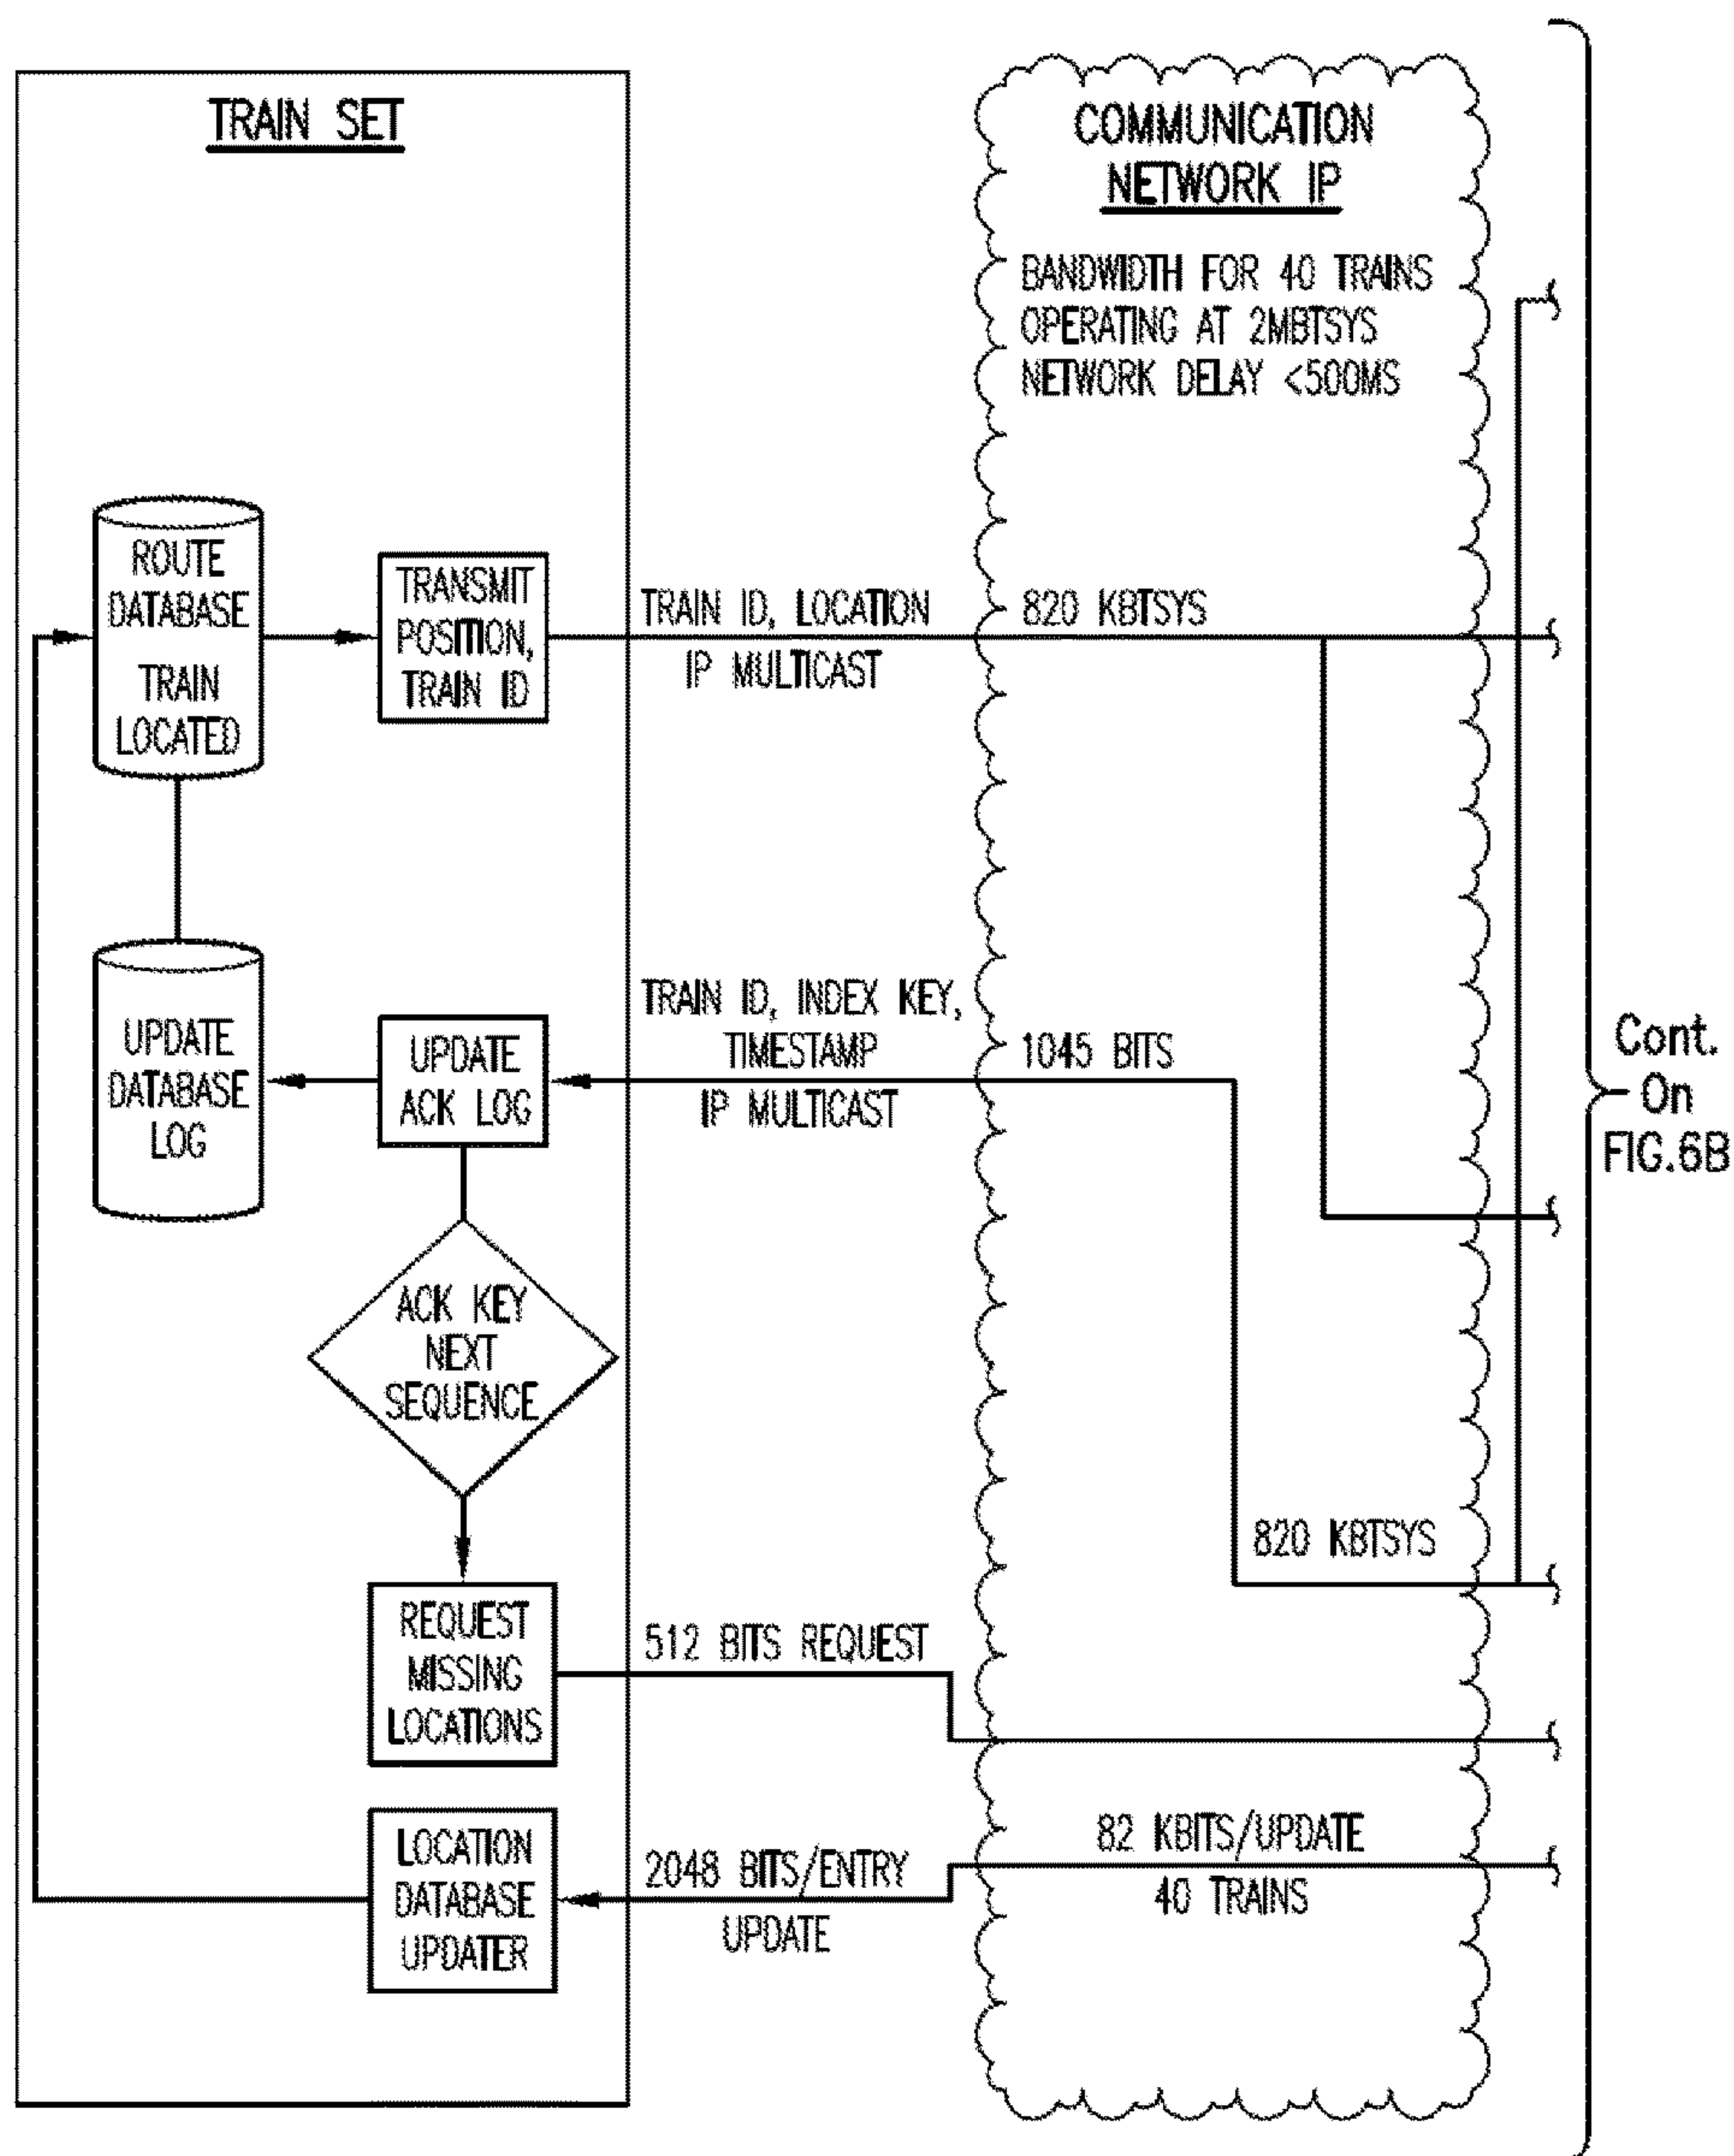 TRAIN SET
COMMUNICATION
NETWORK IP
BANDWIDTH FOR 40 TRAINS
OPERATING AT 2MBTSYS
NETWORK DELAY <500MS
ROUTE
DATABASE
TRAIN
LOCATED
TRANSMIT
POSITION,
TRAIN ID
TRAIN ID, LOCATION
IP MULTICAST
820 KBTSYS
UPDATE
DATABASE
LOG
UPDATE
ACK LOG
TRAIN ID, INDEX KEY,
TIMESTAMP
IP MULTICAST
1045 BITS
Cont.
On
FIG.6B
ACK KEY
NEXT
SEQUENCE
820 KBTSYS
REQUEST
MISSING
LOCATIONS
512 BITS REQUEST
LOCATION
DATABASE
UPDATER
2048 BITS/ENTRY
UPDATE
82 KBITS/UPDATE
40 TRAINS